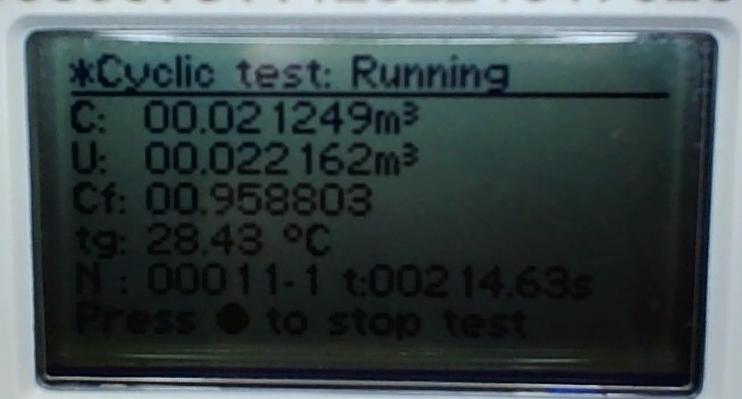 *Cyclic test: Running
C: 00.021249m³
U: 00.022162m³
Cf: 00.958803
tg: 28.43 ºC
N : 00011-1 t:00214.63s
Press ● to stop test